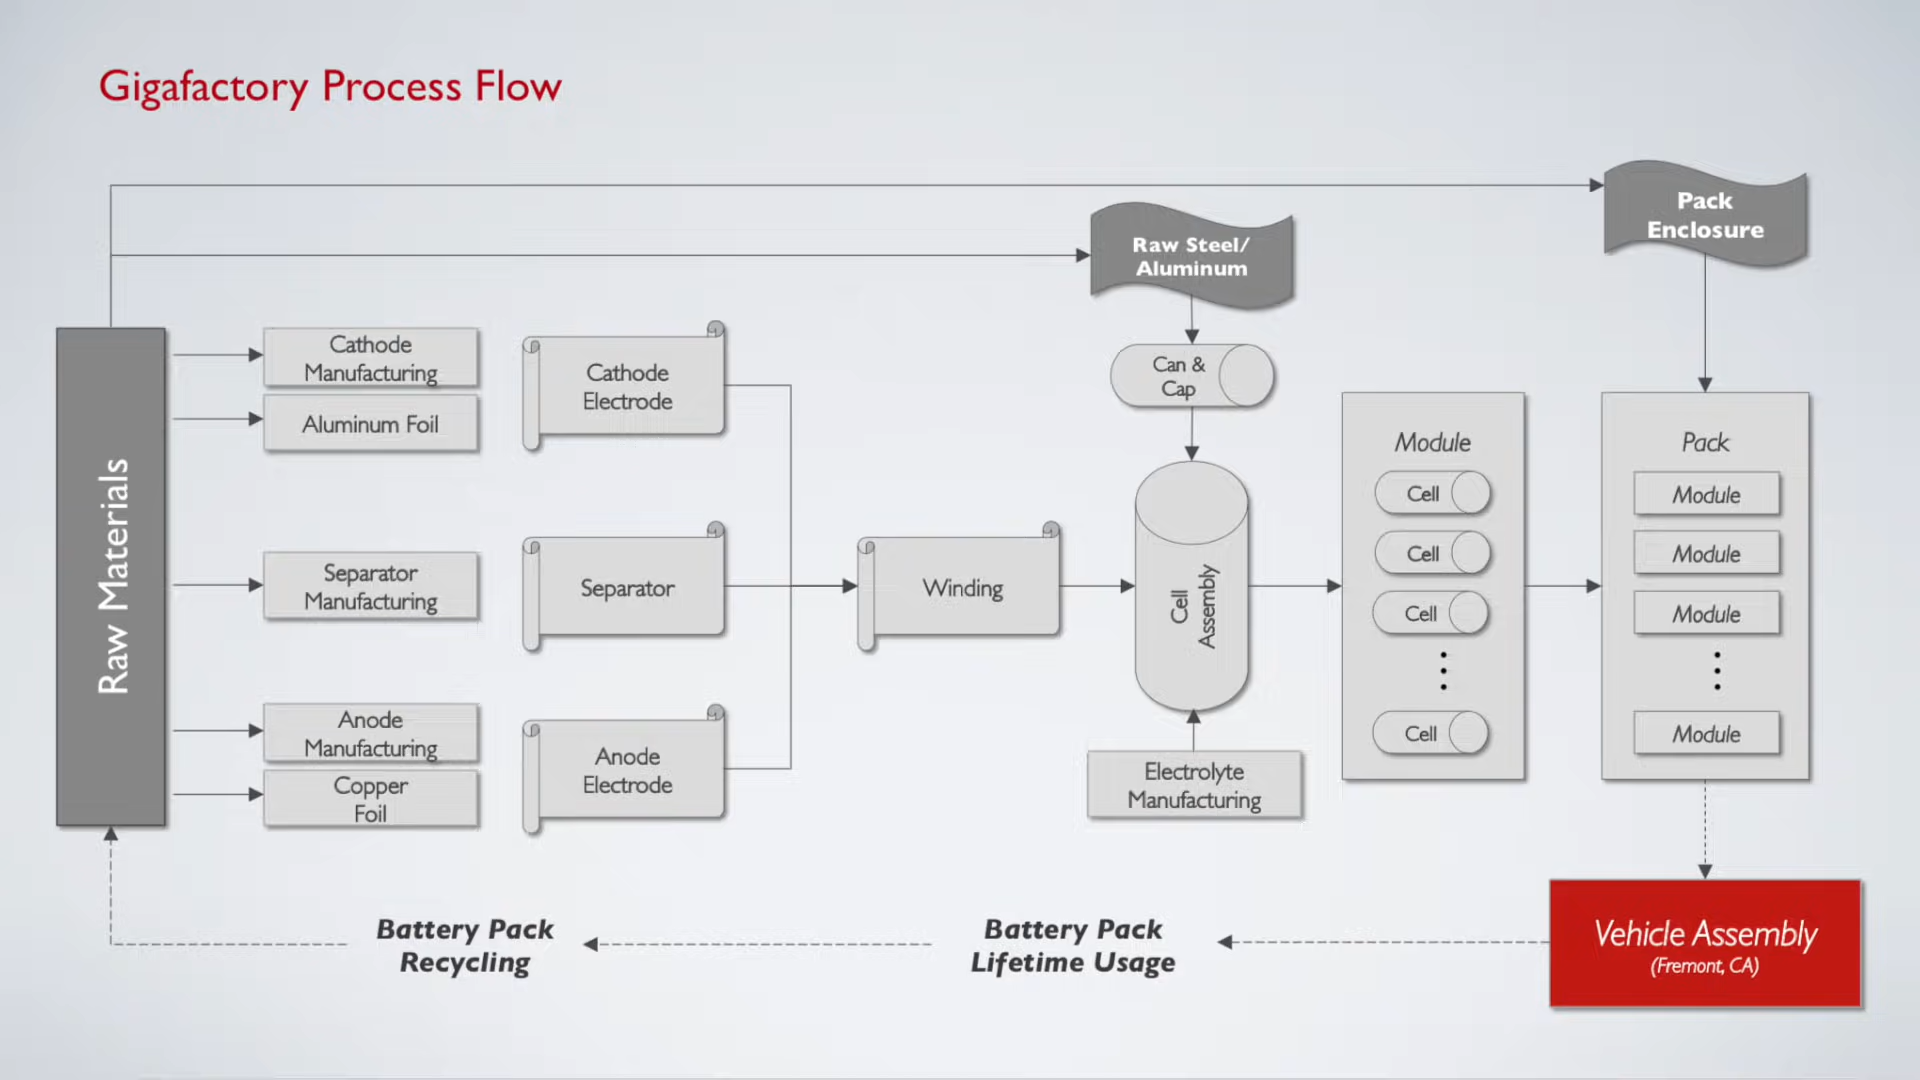 Gigafactory Process Flow
Pack
Enclosure
Raw Steel/
Aluminum
Raw Materials
Cathode
Manufacturing
Aluminum Foil
Cathode
Electrode
Can &
Cap
Separator
Manufacturing
Separator
Winding
Cell
Assembly
Module
Cell
Cell
Cell
Cell
Pack
Module
Module
Module
Module
Anode
Manufacturing
Copper
Foil
Anode
Electrode
Electrolyte
Manufacturing
Battery Pack
Recycling
Battery Pack
Lifetime Usage
Vehicle Assembly
(Fremont, CA)